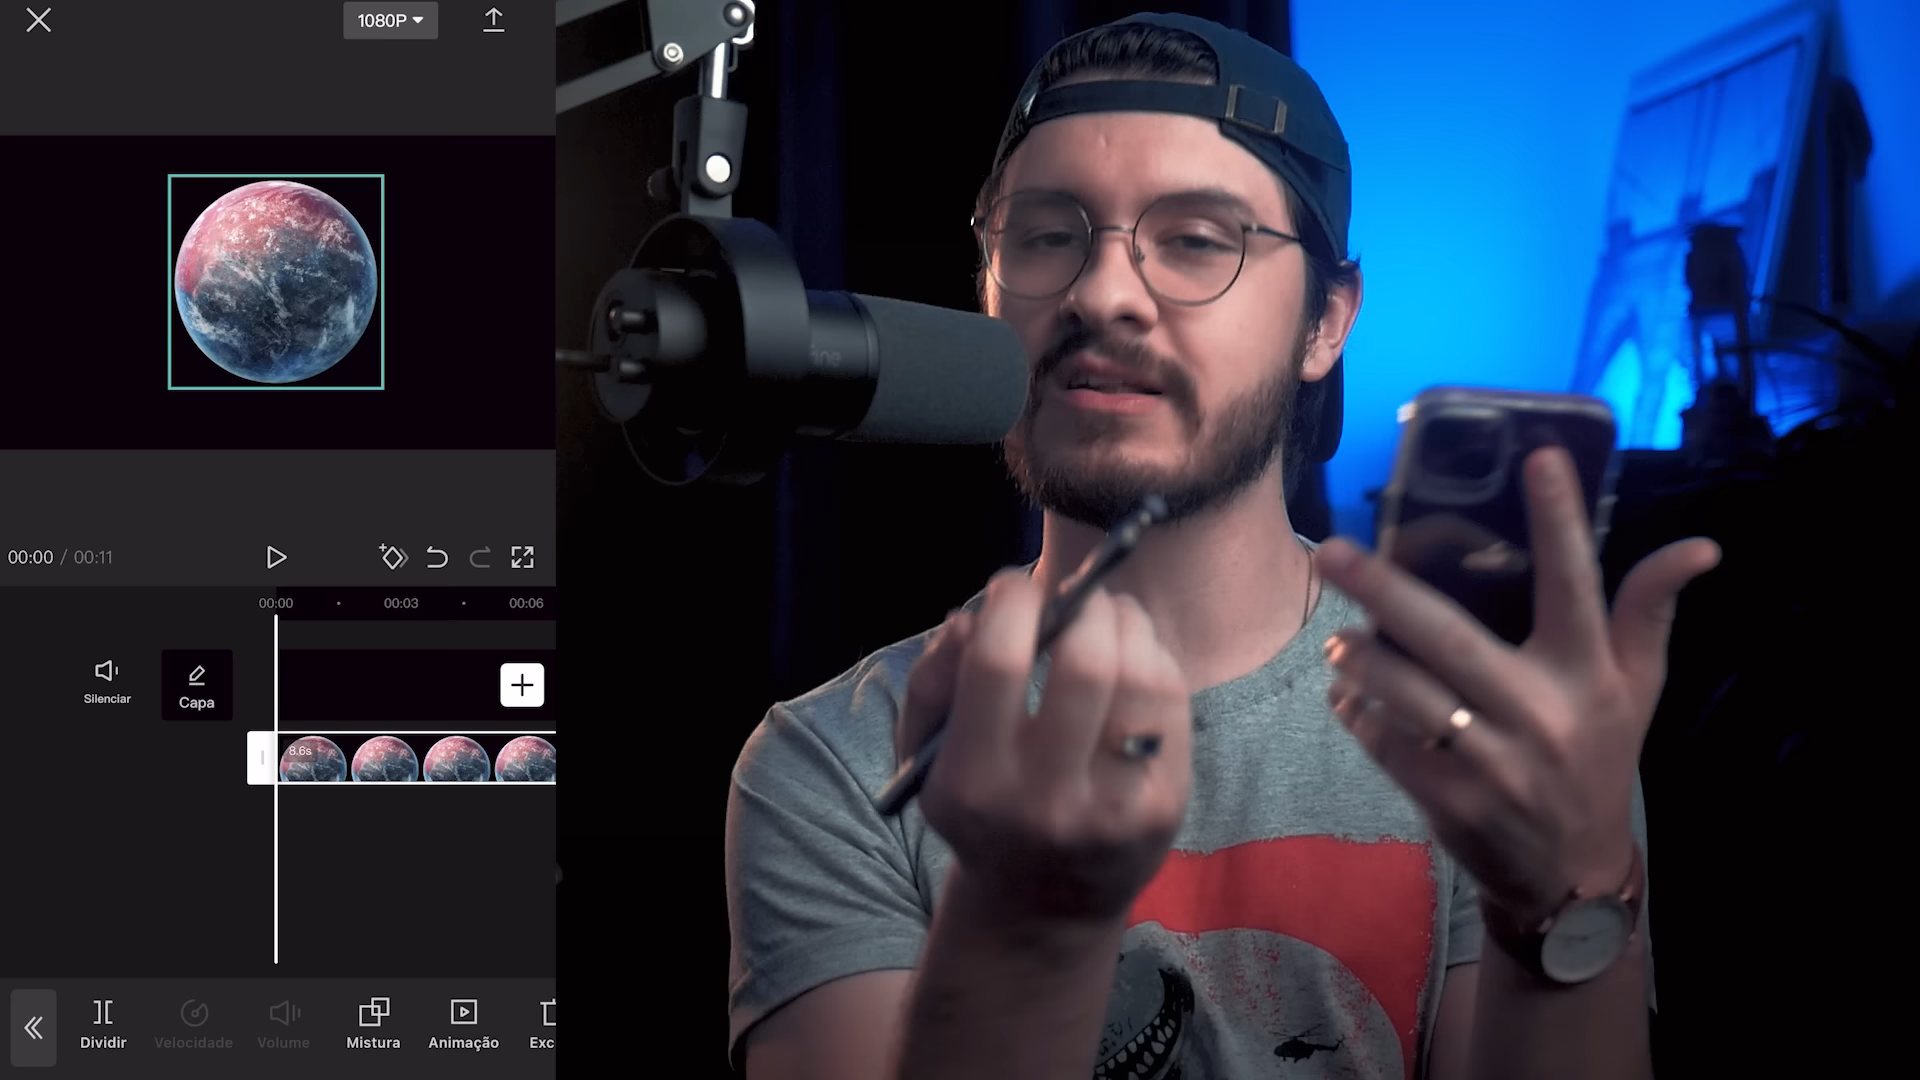 1080P
00:00 / 00:11
00:00 00:03 00:06
Silenciar
Capa
8.6s
Dividir Velocidade Volume Mistura Animação Exc